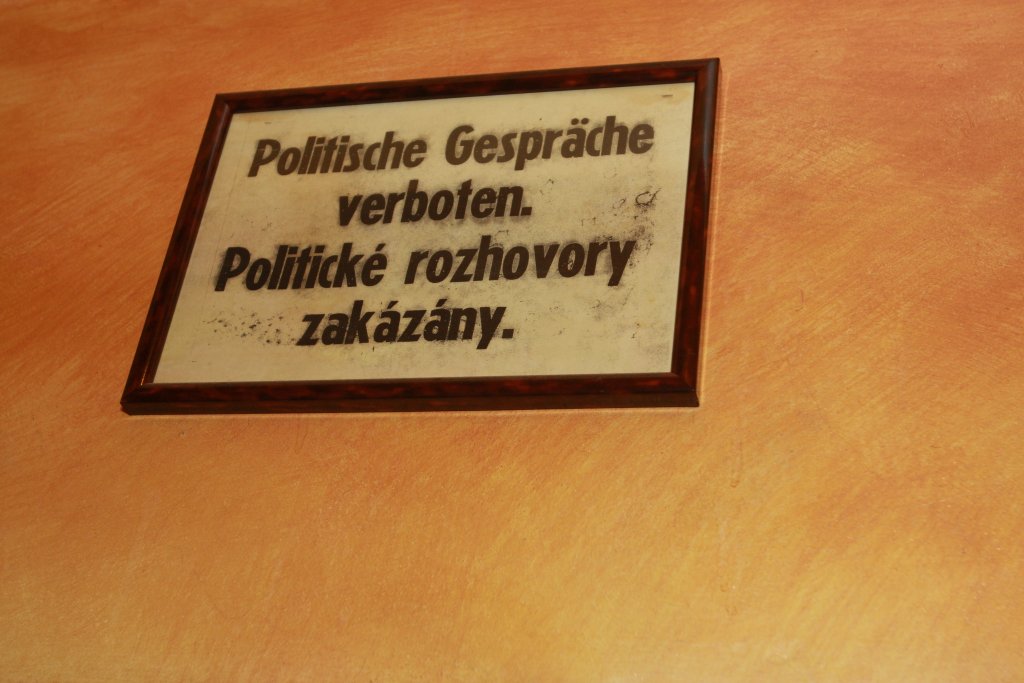 Politische Gespräche
verboten.
Politické rozhovory
zakázány.